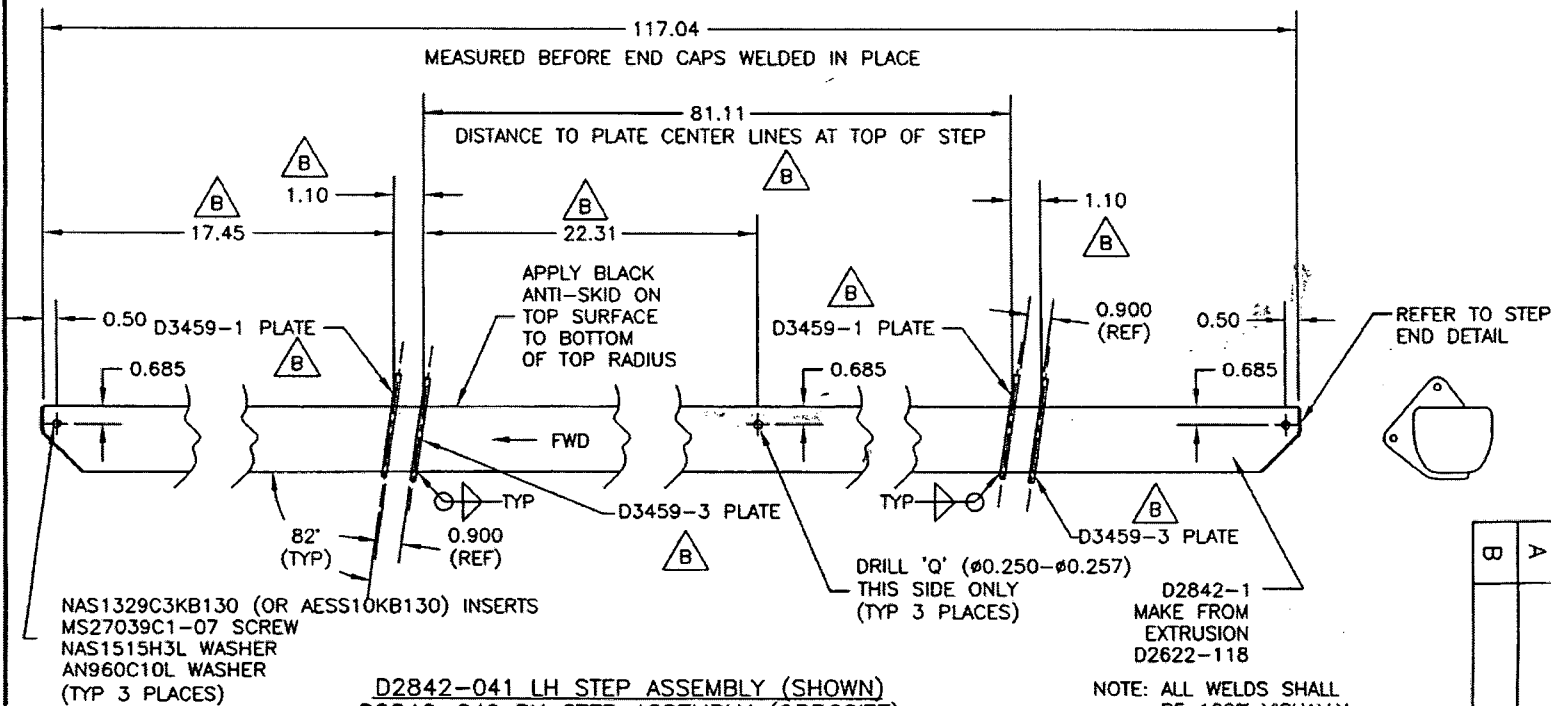 117.04
MEASURED BEFORE END CAPS WELDED IN PLACE
81.11
DISTANCE TO PLATE CENTER LINES AT TOP OF STEP
B
B
1.10
B
17.45
B
22.31
1.10
B
APPLY BLACK
ANTI-SKID ON
TOP SURFACE
TO BOTTOM
OF TOP RADIUS
B
0.50
D3459-1 PLATE
B
D3459-1 PLATE
0.900
(REF)
0.50
REFER TO STEP
END DETAIL
0.685
0.685
0.685
FWD
TYP
D3459-3 PLATE
B
TYP
D3459-3 PLATE
B
82°
(TYP)
0.900
(REF)
DRILL 'Q' (ø0.250-ø0.257)
THIS SIDE ONLY
(TYP 3 PLACES)
D2842-1
MAKE FROM
EXTRUSION
D2622-118
NAS1329C3KB130 (OR AESS10KB130) INSERTS
MS27039C1-07 SCREW
NAS1515H3L WASHER
AN960C10L WASHER
(TYP 3 PLACES)
D2842-041 LH STEP ASSEMBLY (SHOWN)
NOTE: ALL WELDS SHALL
A
B